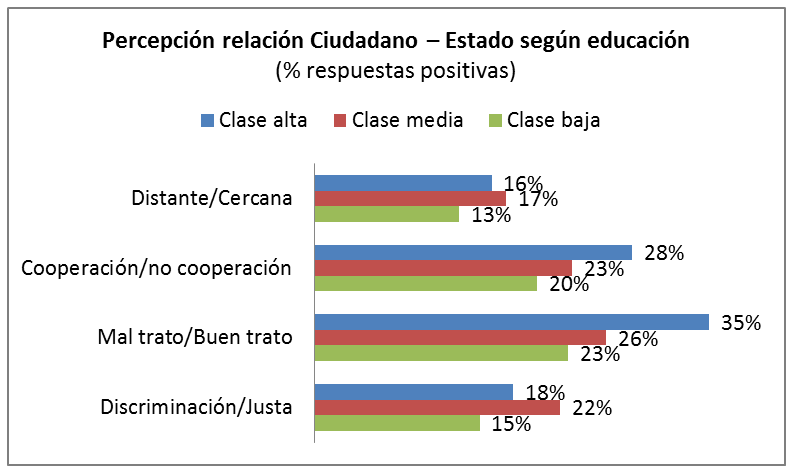 Percepción relación Ciudadano – Estado según educación
(% respuestas positivas)
Clase alta Clase media Clase baja
Distante/Cercana
16%
17%
13%
Cooperación/no cooperación
28%
23%
20%
Mal trato/Buen trato
35%
26%
23%
Discriminación/Justa
18%
22%
15%